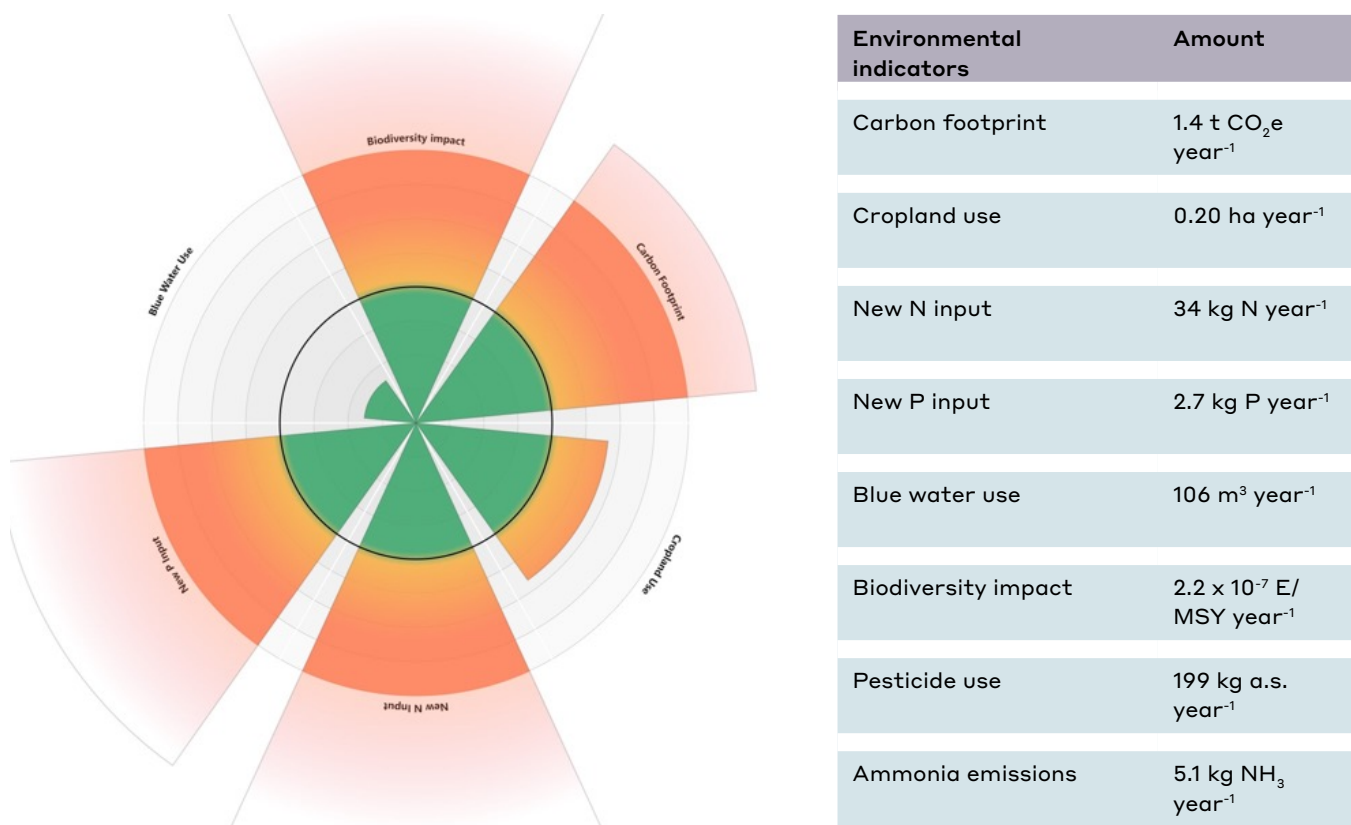 Biodiversity impact
Carbon Footprint
Blue Water Use
Cropland Use
New P Input
New N Input
Environmental indicators Amount
Carbon footprint 1.4 t CO₂e year⁻¹
Cropland use 0.20 ha year⁻¹
New N input 34 kg N year⁻¹
New P input 2.7 kg P year⁻¹
Blue water use 106 m³ year⁻¹
Biodiversity impact 2.2 x 10⁻⁷ E/MSY year⁻¹
Pesticide use 199 kg a.s. year⁻¹
Ammonia emissions 5.1 kg NH₃ year⁻¹